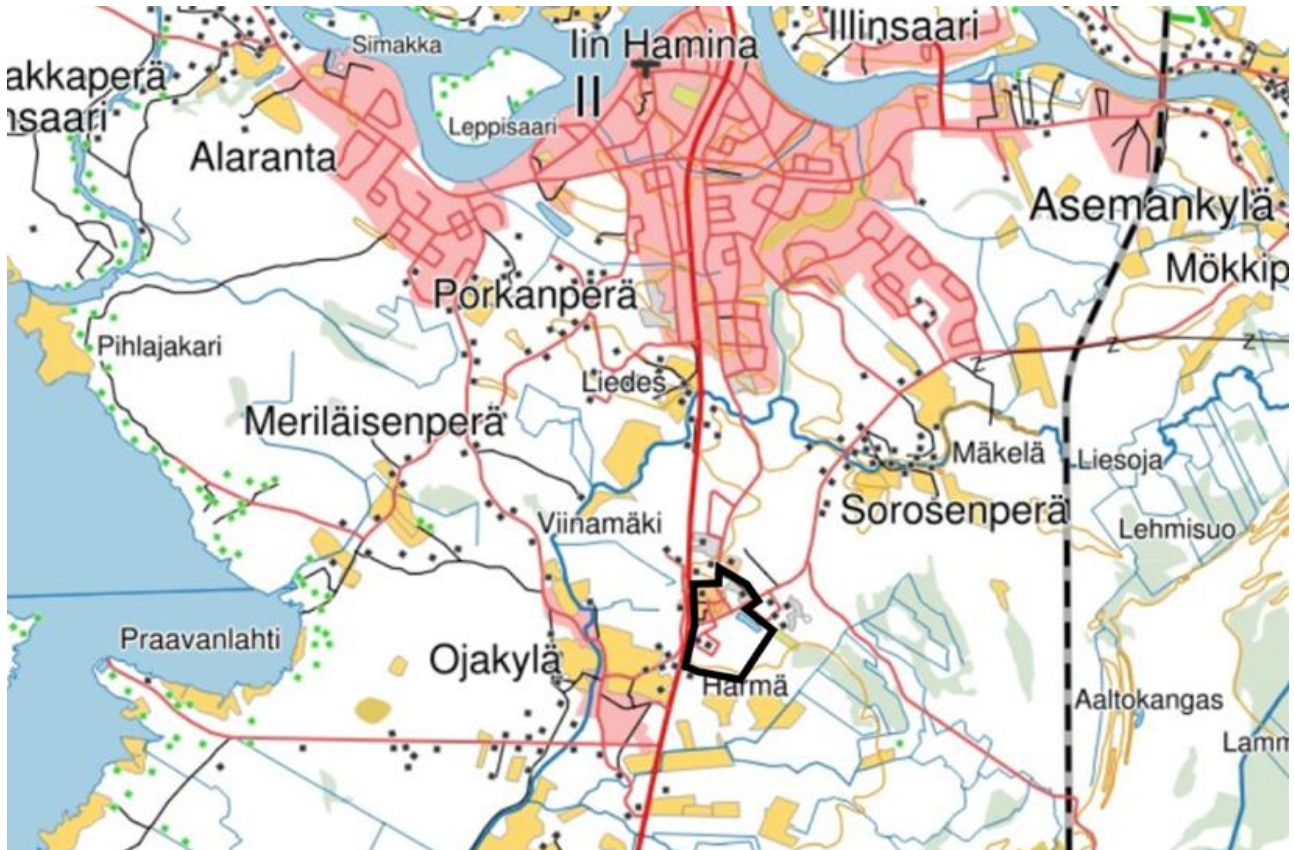 Simakka
Iin Hamina
Illinsaari
akkaperä
nsaari
II
Leppisaari
Alaranta
Asemankylä
Mökkip
Porkanperä
Pihlajakari
Liedes
Meriläisenperä
Mäkelä
Liesoja
Z
Z
Z
Sorosenperä
Viinamäki
Lehmisuo
Praavanlahti
Ojakylä
Härmä
Aaltokangas
Lamm